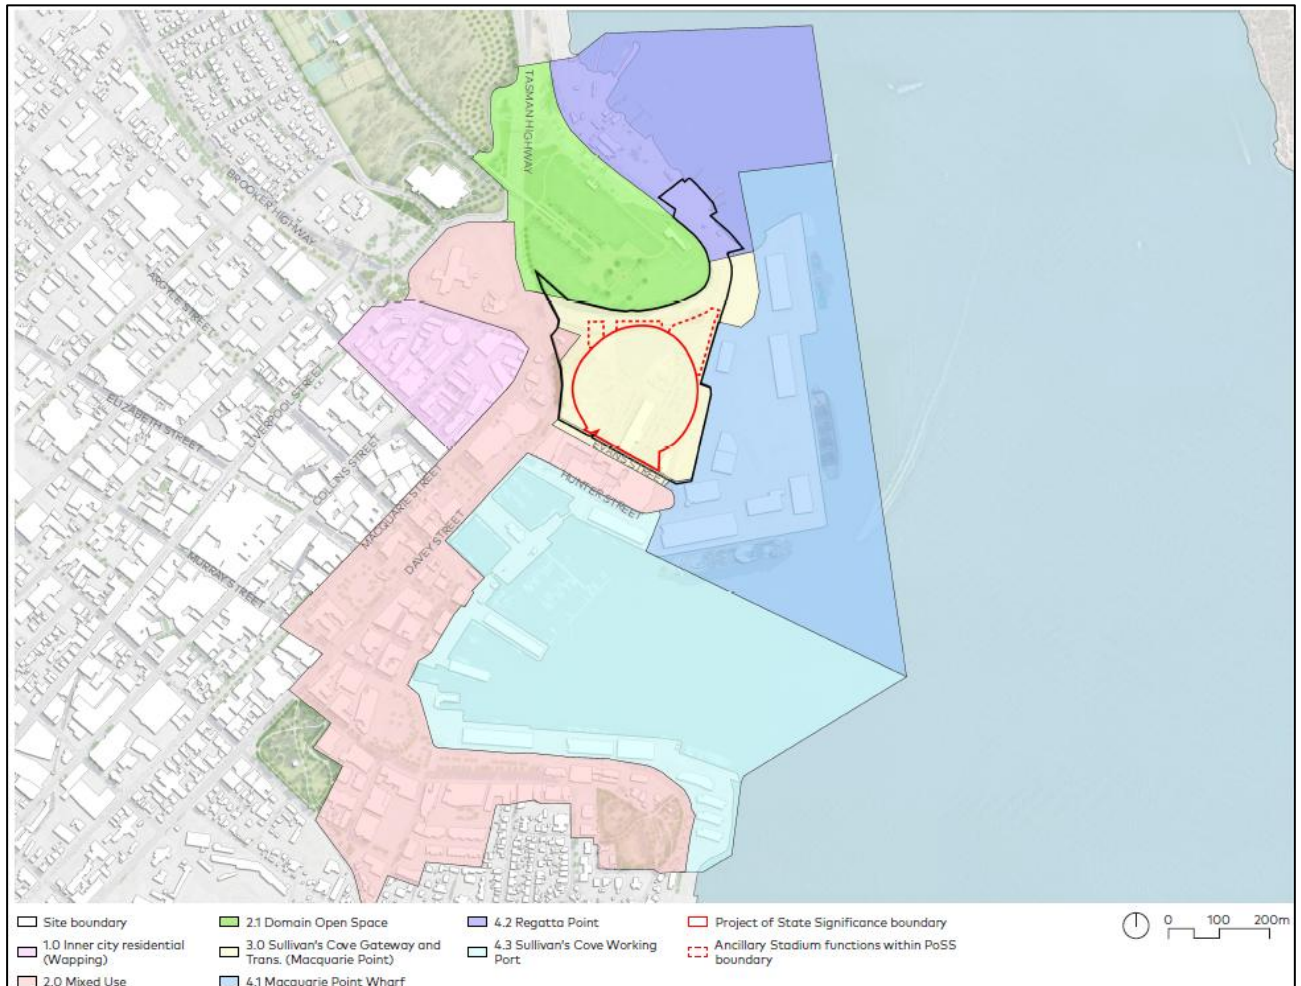 TASMAN HIGHWAY
BROOKER HIGHWAY
ARGYLE STREET
ELIZABETH STREET
LIVERPOOL STREET
COLLINS STREET
EVANS STREET
HUNTER STREET
MACQUARIE STREET
DAVEY STREET
MURRAY STREET
Site boundary
1.0 Inner city residential
(Wapping)
2.0 Mixed Use
2.1 Domain Open Space
3.0 Sullivan's Cove Gateway and
Trans. (Macquarie Point)
4.1 Macquarie Point Wharf
4.2 Regatta Point
4.3 Sullivan's Cove Working
Port
Project of State Significance boundary
Ancillary Stadium functions within PoSS
boundary
0 100 200m